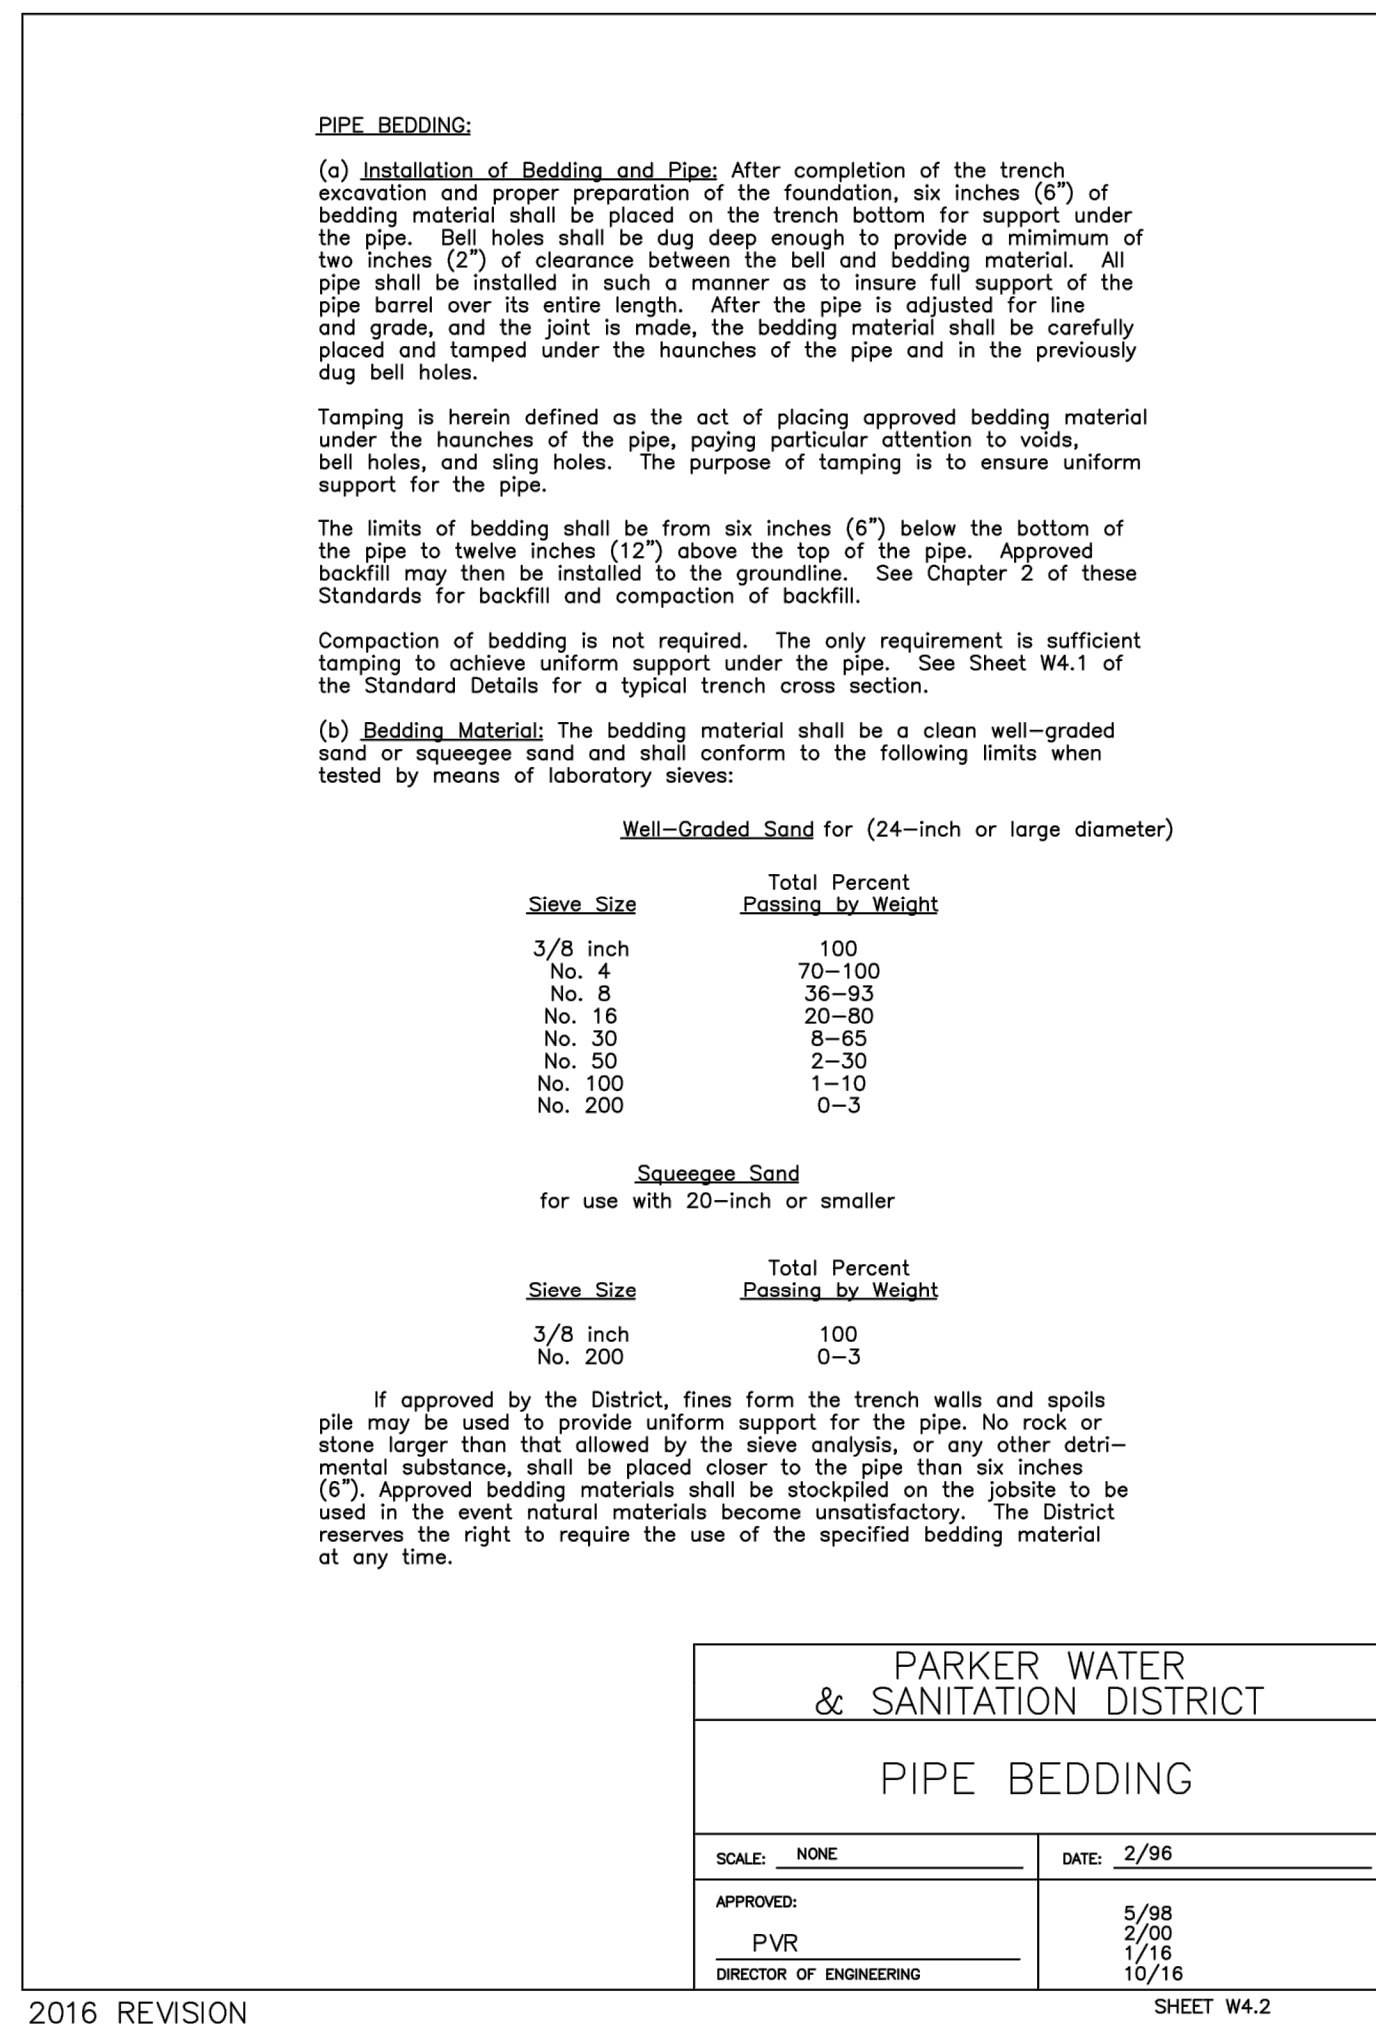 PIPE BEDDING:
(a) Installation of Bedding and Pipe: After completion of the trench
excavation and proper preparation of the foundation, six inches (6") of
bedding material shall be placed on the trench bottom for support under
the pipe. Bell holes shall be dug deep enough to provide a mimimum of
two inches (2") of clearance between the bell and bedding material. All
pipe shall be installed in such a manner as to insure full support of the
pipe barrel over its entire length. After the pipe is adjusted for line
and grade, and the joint is made, the bedding material shall be carefully
placed and tamped under the haunches of the pipe and in the previously
dug bell holes.
Tamping is herein defined as the act of placing approved bedding material
under the haunches of the pipe, paying particular attention to voids,
bell holes, and sling holes. The purpose of tamping is to ensure uniform
support for the pipe.
The limits of bedding shall be from six inches (6") below the bottom of
the pipe to twelve inches (12") above the top of the pipe. Approved
backfill may then be installed to the groundline. See Chapter 2 of these
Standards for backfill and compaction of backfill.
Compaction of bedding is not required. The only requirement is sufficient
tamping to achieve uniform support under the pipe. See Sheet W4.1 of
the Standard Details for a typical trench cross section.
(b) Bedding Material: The bedding material shall be a clean well-graded
sand or squeegee sand and shall conform to the following limits when
tested by means of laboratory sieves:
Well-Graded Sand for (24-inch or large diameter)
Total Percent
Sieve Size Passing by Weight
3/8 inch 100
No. 4 70-100
No. 8 36-93
No. 16 20-80
No. 30 8-65
No. 50 2-30
No. 100 1-10
No. 200 0-3
Squeegee Sand
for use with 20-inch or smaller
Total Percent
Sieve Size Passing by Weight
3/8 inch 100
No. 200 0-3
If approved by the District, fines form the trench walls and spoils
pile may be used to provide uniform support for the pipe. No rock or
stone larger than that allowed by the sieve analysis, or any other detri-
mental substance, shall be placed closer to the pipe than six inches
(6"). Approved bedding materials shall be stockpiled on the jobsite to be
used in the event natural materials become unsatisfactory. The District
reserves the right to require the use of the specified bedding material
at any time.
PARKER WATER
& SANITATION DISTRICT
PIPE BEDDING
SCALE: NONE
DATE: 2/96
APPROVED:
PVR
DIRECTOR OF ENGINEERING
5/98
2/00
1/16
10/16
2016 REVISION
SHEET W4.2